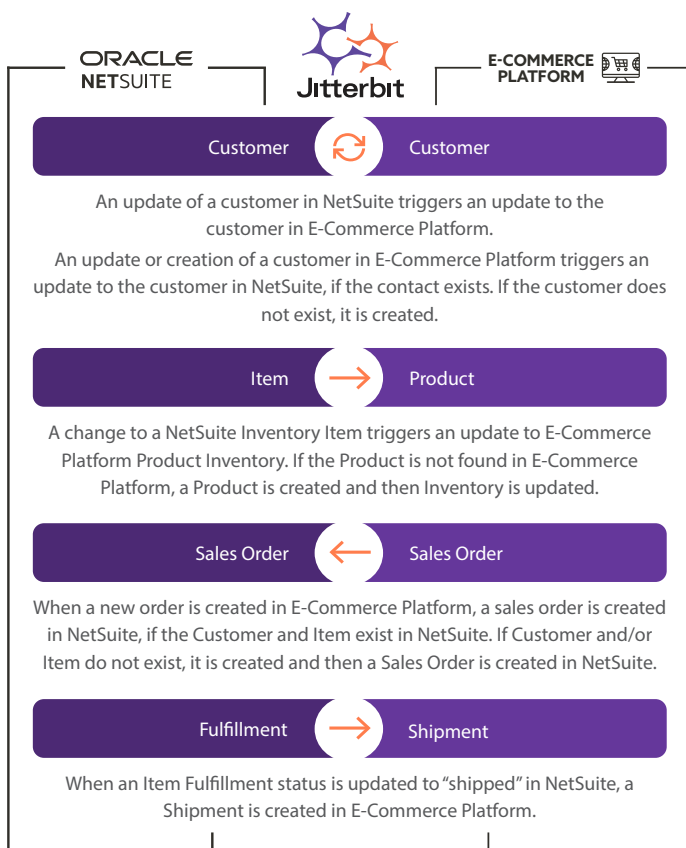 ORACLE
NETSUITE
Jitterbit
E-COMMERCE
PLATFORM
Customer Customer
An update of a customer in NetSuite triggers an update to the
customer in E-Commerce Platform.
An update or creation of a customer in E-Commerce Platform triggers an
update to the customer in NetSuite, if the contact exists. If the customer does
not exist, it is created.
Item Product
A change to a NetSuite Inventory Item triggers an update to E-Commerce
Platform Product Inventory. If the Product is not found in E-Commerce
Platform, a Product is created and then Inventory is updated.
Sales Order Sales Order
When a new order is created in E-Commerce Platform, a sales order is created
in NetSuite, if the Customer and Item exist in NetSuite. If Customer and/or
Item do not exist, it is created and then a Sales Order is created in NetSuite.
Fulfillment Shipment
When an Item Fulfillment status is updated to “shipped” in NetSuite, a
Shipment is created in E-Commerce Platform.